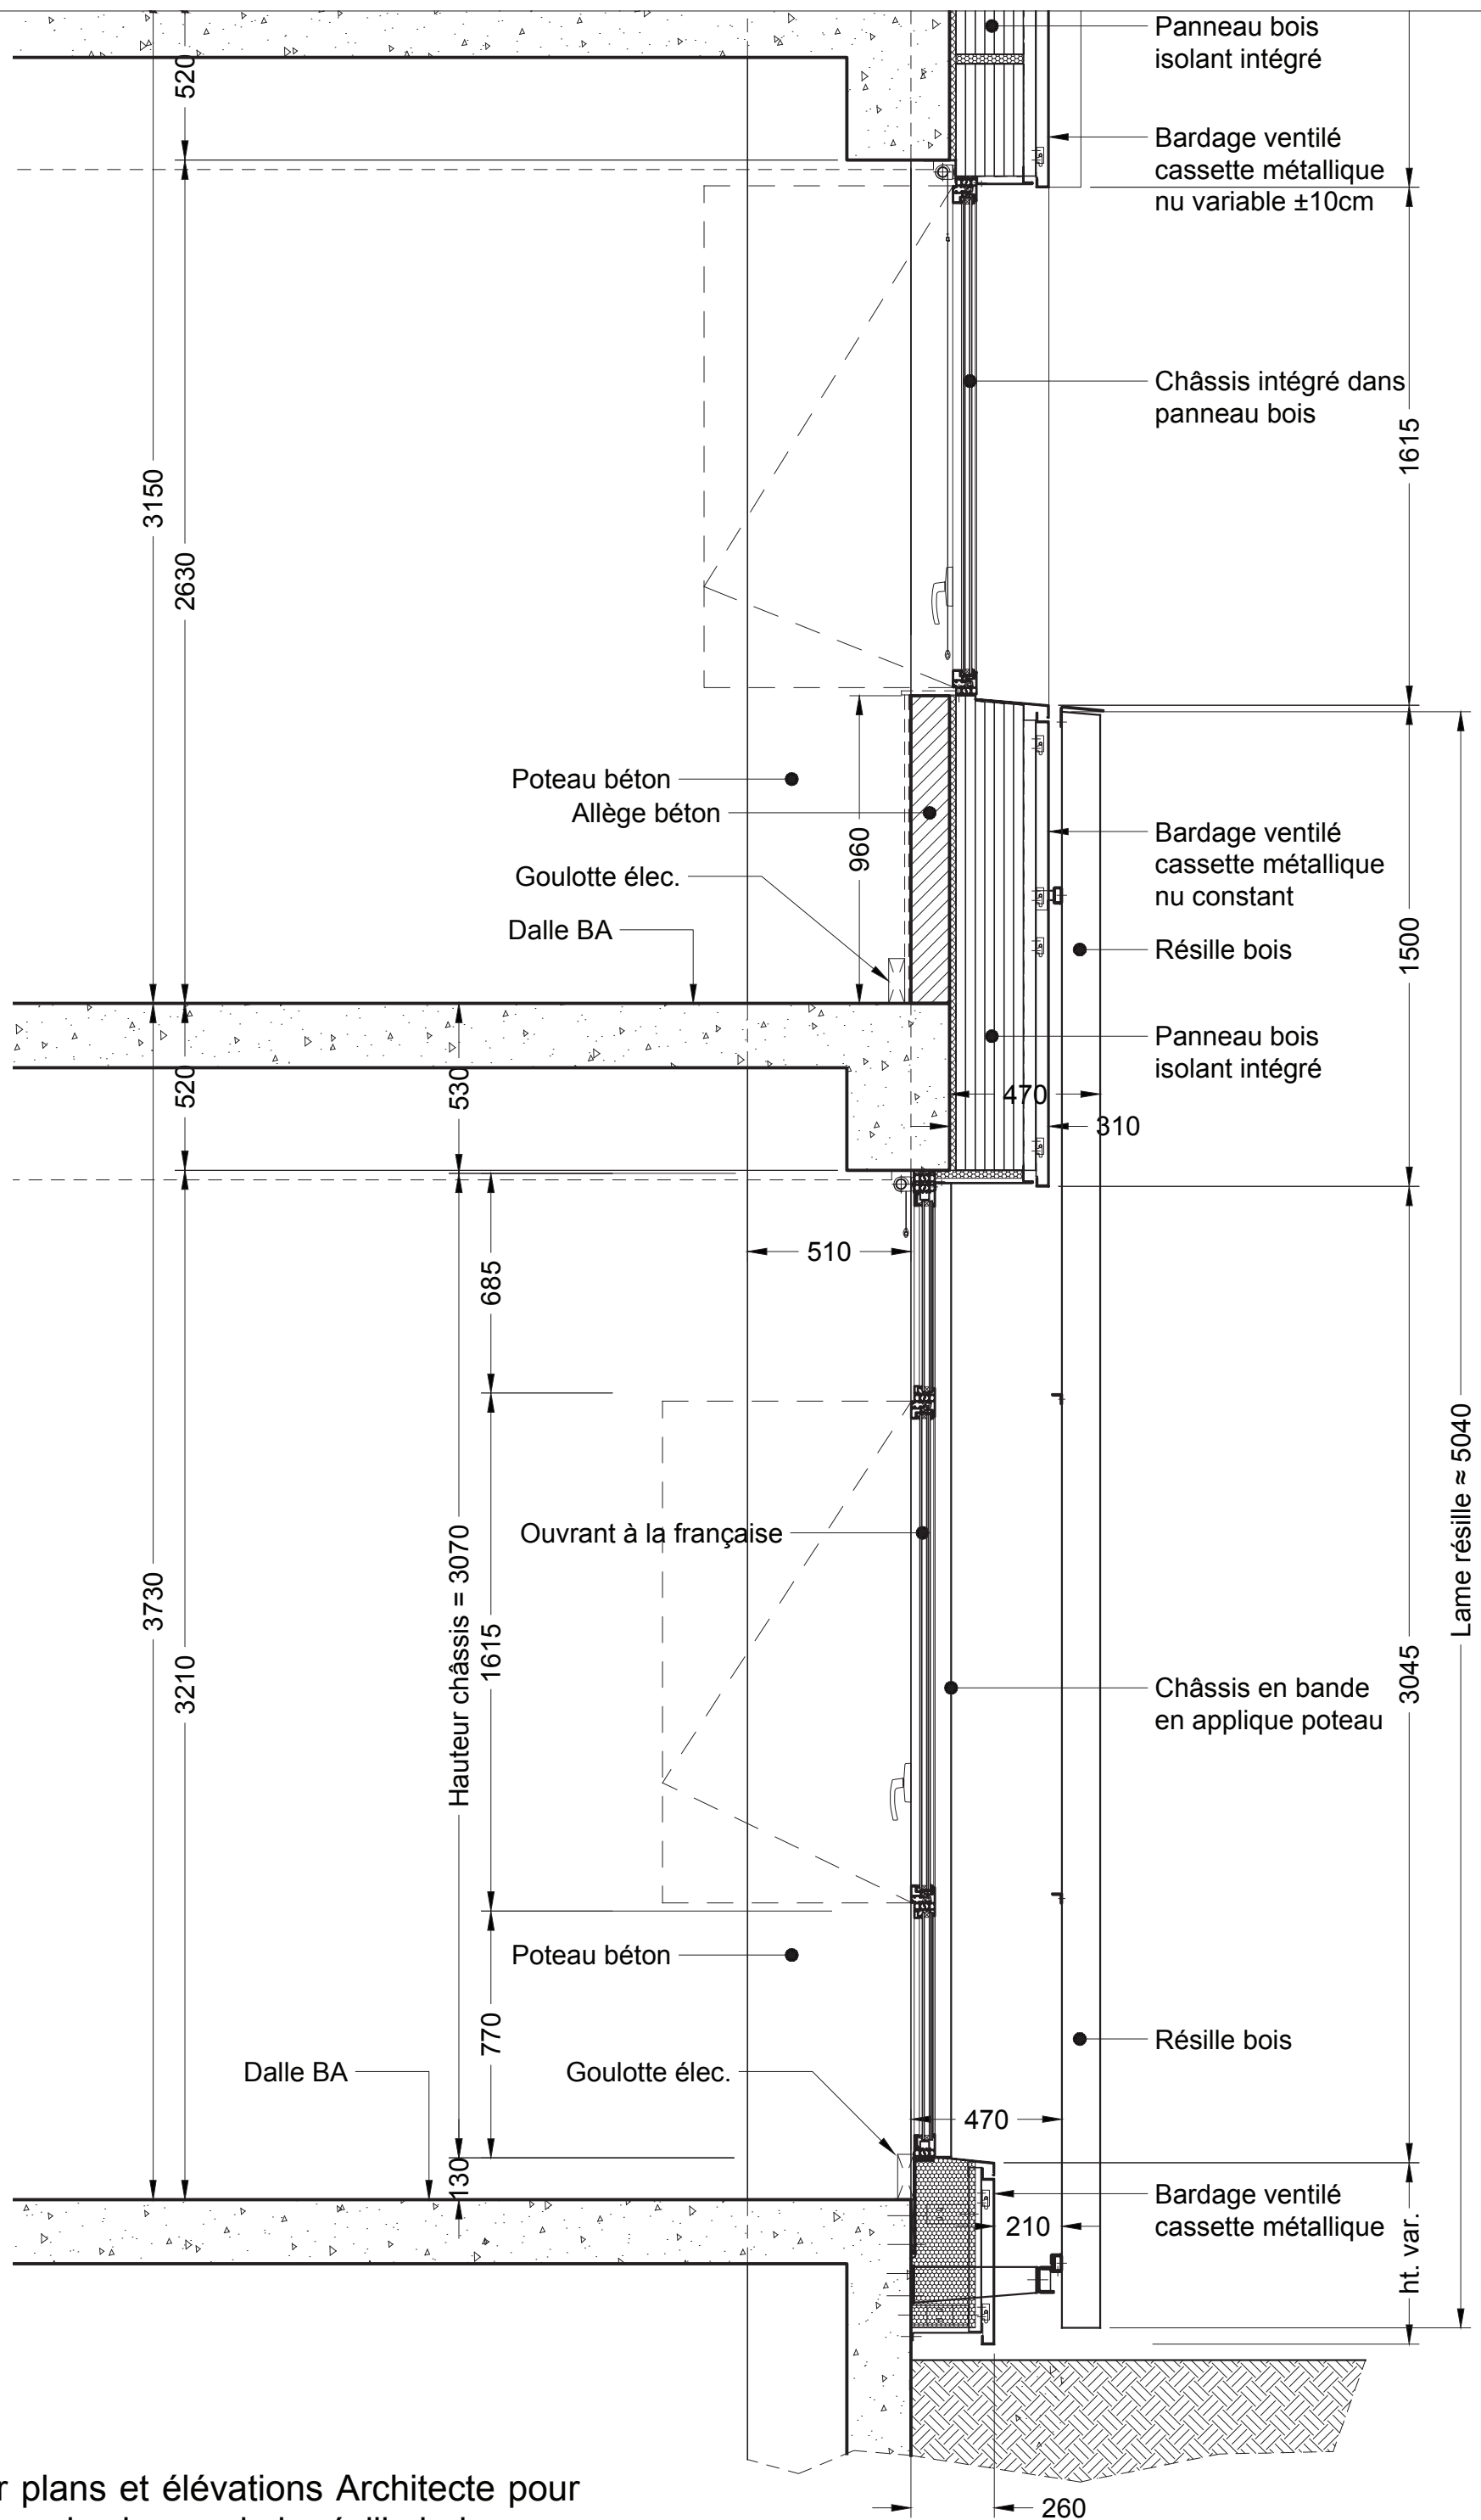 Panneau bois
isolant intégré
520
Bardage ventilé
cassette métallique
nu variable ±10cm
Châssis intégré dans
panneau bois
1615
3150
2630
Poteau béton
Allège béton
960
Goulotte élec.
Dalle BA
Bardage ventilé
cassette métallique
nu constant
Résille bois
1500
Panneau bois
isolant intégré
520
530
470
310
510
685
Ouvrant à la française
Lame résille ≈ 5040
3730
3210
Hauteur châssis = 3070
1615
3045
Châssis en bande
en applique poteau
Poteau béton
770
Dalle BA
Goulotte élec.
Résille bois
470
130
Bardage ventilé
cassette métallique
210
ht. var.
r plans et élévations Architecte pour
260